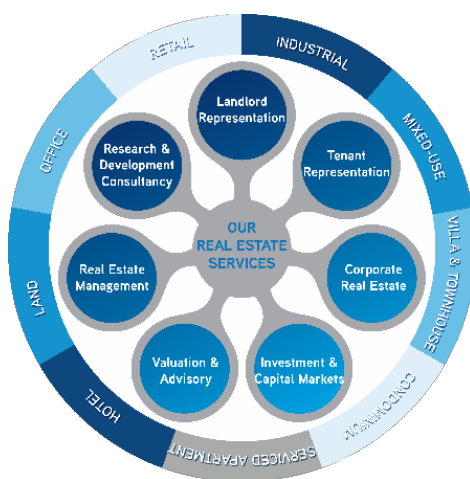 RETAIL
INDUSTRIAL
MIXED-USE
VILLA & TOWNHOUSE
CONDOMINIUM
SERVICED APARTMENT
HOTEL
LAND
OFFICE
Landlord
Representation
Tenant
Representation
Corporate
Real Estate
Investment &
Capital Markets
Valuation &
Advisory
Real Estate
Management
Research &
Development
Consultancy
OUR
REAL ESTATE
SERVICES